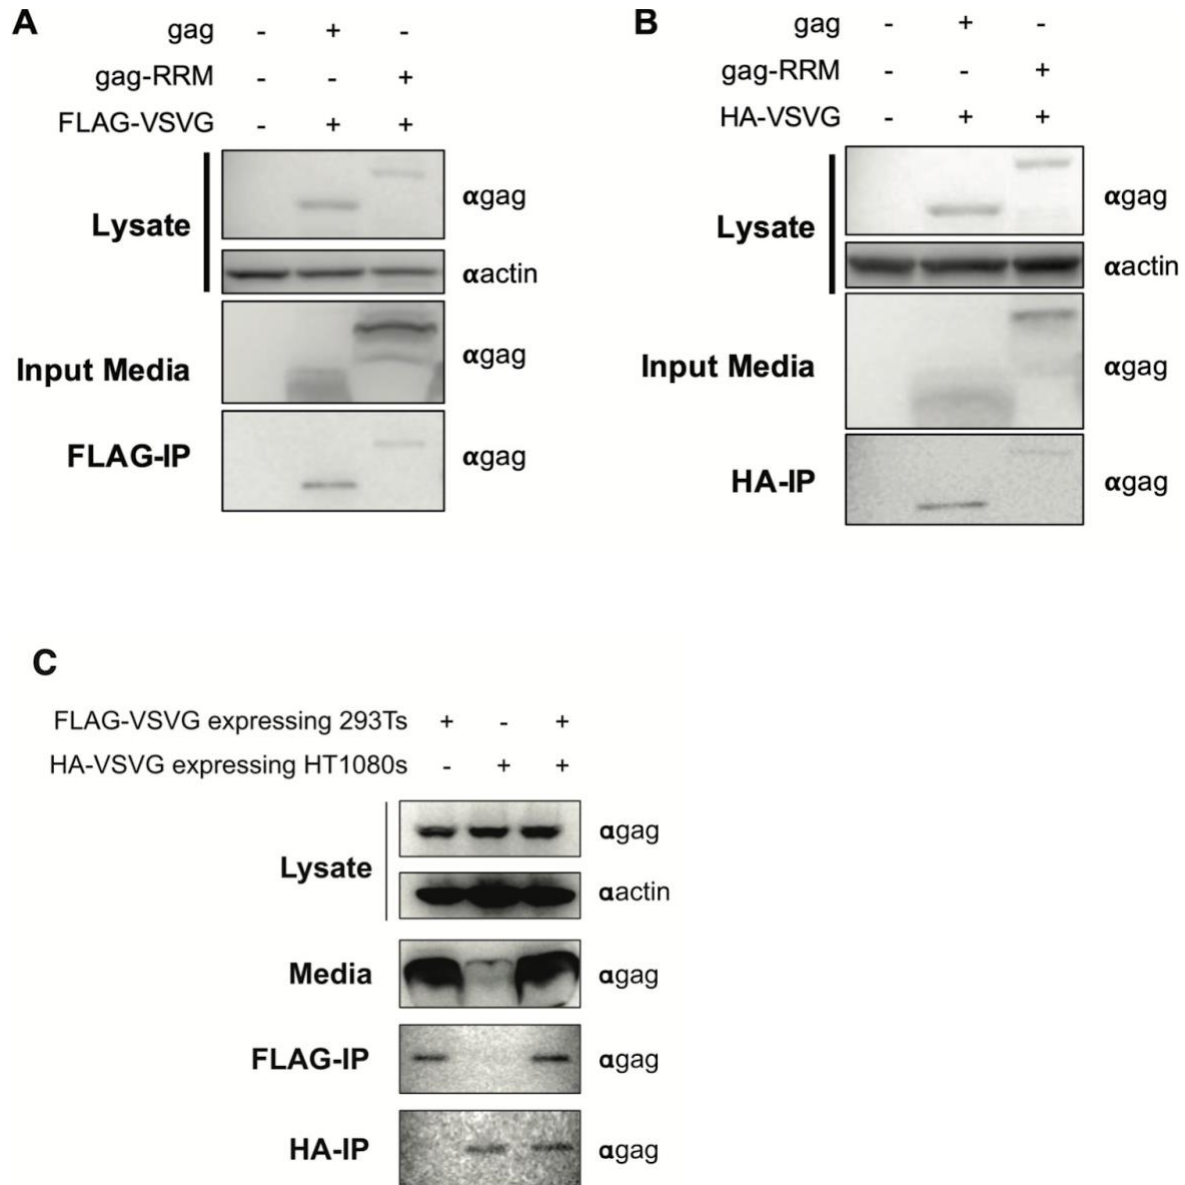 A
gag - + -
gag-RRM - - +
FLAG-VSVG - + +
Lysate
αgag
αactin
Input Media
αgag
FLAG-IP
αgag
B
gag - + -
gag-RRM - - +
HA-VSVG - + +
Lysate
αgag
αactin
Input Media
αgag
HA-IP
αgag
C
FLAG-VSVG expressing 293Ts + - +
HA-VSVG expressing HT1080s - + +
Lysate
αgag
αactin
Media
αgag
FLAG-IP
αgag
HA-IP
αgag